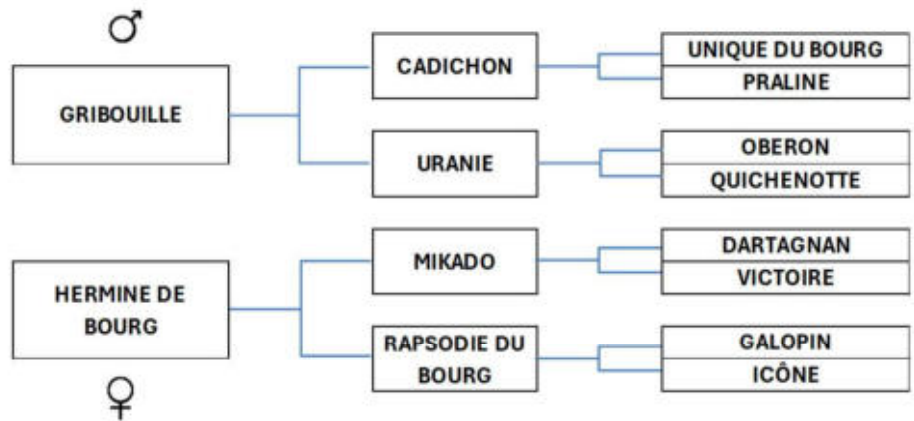 ♂
GRIBOUILLE
CADICHON
UNIQUE DU BOURG
PRALINE
URANIE
OBERON
QUICHENOTTE
HERMINE DE
BOURG
♀
MIKADO
DARTAGNAN
VICTOIRE
RAPSODIE DU
BOURG
GALOPIN
ICÔNE